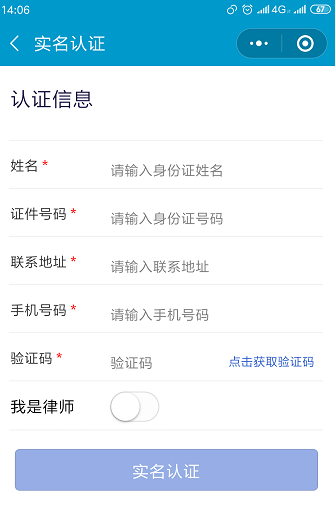 14:06 4G 67
实名认证
认证信息
姓名 * 请输入身份证姓名
证件号码 * 请输入身份证号码
联系地址 * 请输入联系地址
手机号码 * 请输入手机号码
验证码 * 验证码 点击获取验证码
我是律师
实名认证